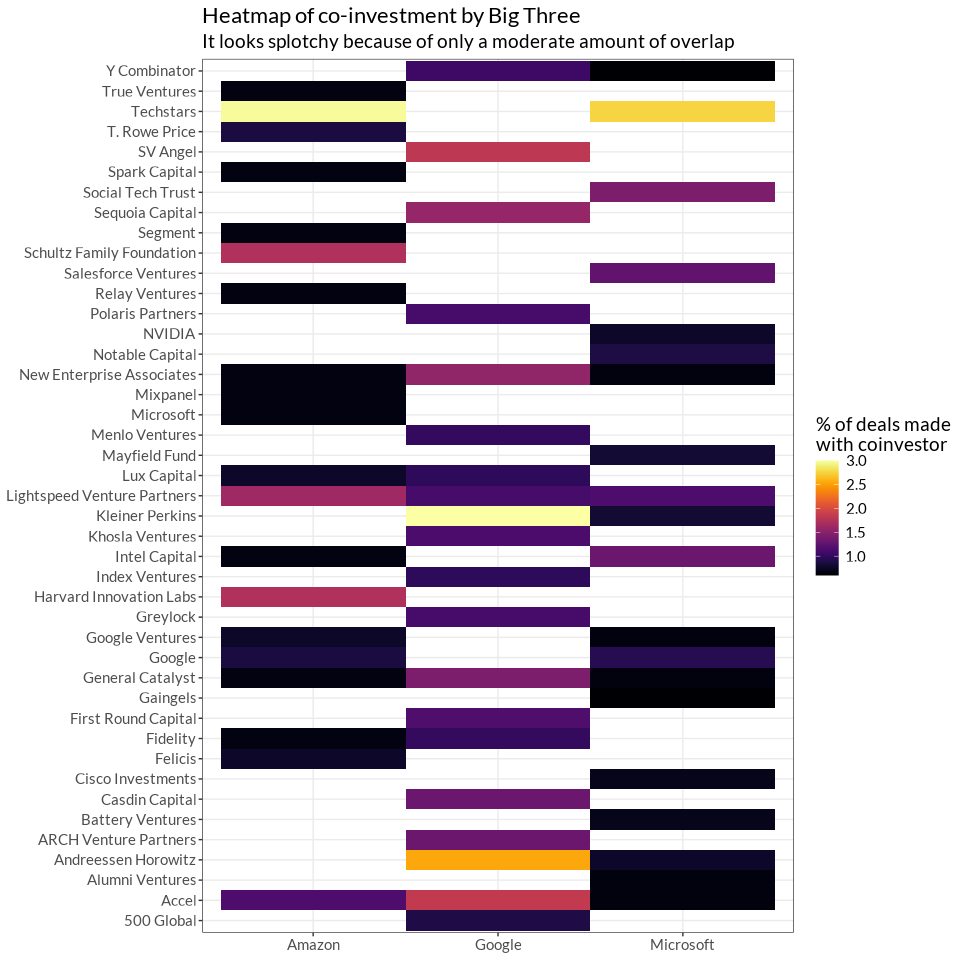 Heatmap of co-investment by Big Three
It looks splotchy because of only a moderate amount of overlap
Y Combinator
True Ventures
Techstars
T. Rowe Price
SV Angel
Spark Capital
Social Tech Trust
Sequoia Capital
Segment
Schultz Family Foundation
Salesforce Ventures
Relay Ventures
Polaris Partners
NVIDIA
Notable Capital
New Enterprise Associates
Mixpanel
Microsoft
Menlo Ventures
Mayfield Fund
Lux Capital
Lightspeed Venture Partners
Kleiner Perkins
Khosla Ventures
Intel Capital
Index Ventures
Harvard Innovation Labs
Greylock
Google Ventures
Google
General Catalyst
Gaingels
First Round Capital
Fidelity
Felicis
Cisco Investments
Casdin Capital
Battery Ventures
ARCH Venture Partners
Andreessen Horowitz
Alumni Ventures
Accel
500 Global
Amazon
Google
Microsoft
% of deals made
with coinvestor
3.0
2.5
2.0
1.5
1.0